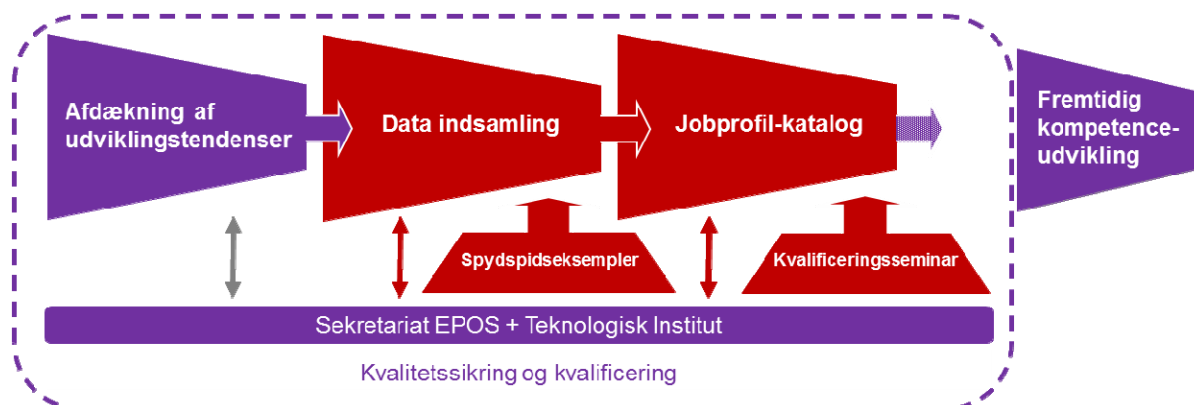 Afdækning af
udviklingstendenser
Data indsamling
Jobprofil-katalog
Fremtidig
kompetence-
udvikling
Spydspidseksempler
Kvalificeringsseminar
Sekretariat EPOS + Teknologisk Institut
Kvalitetssikring og kvalificering